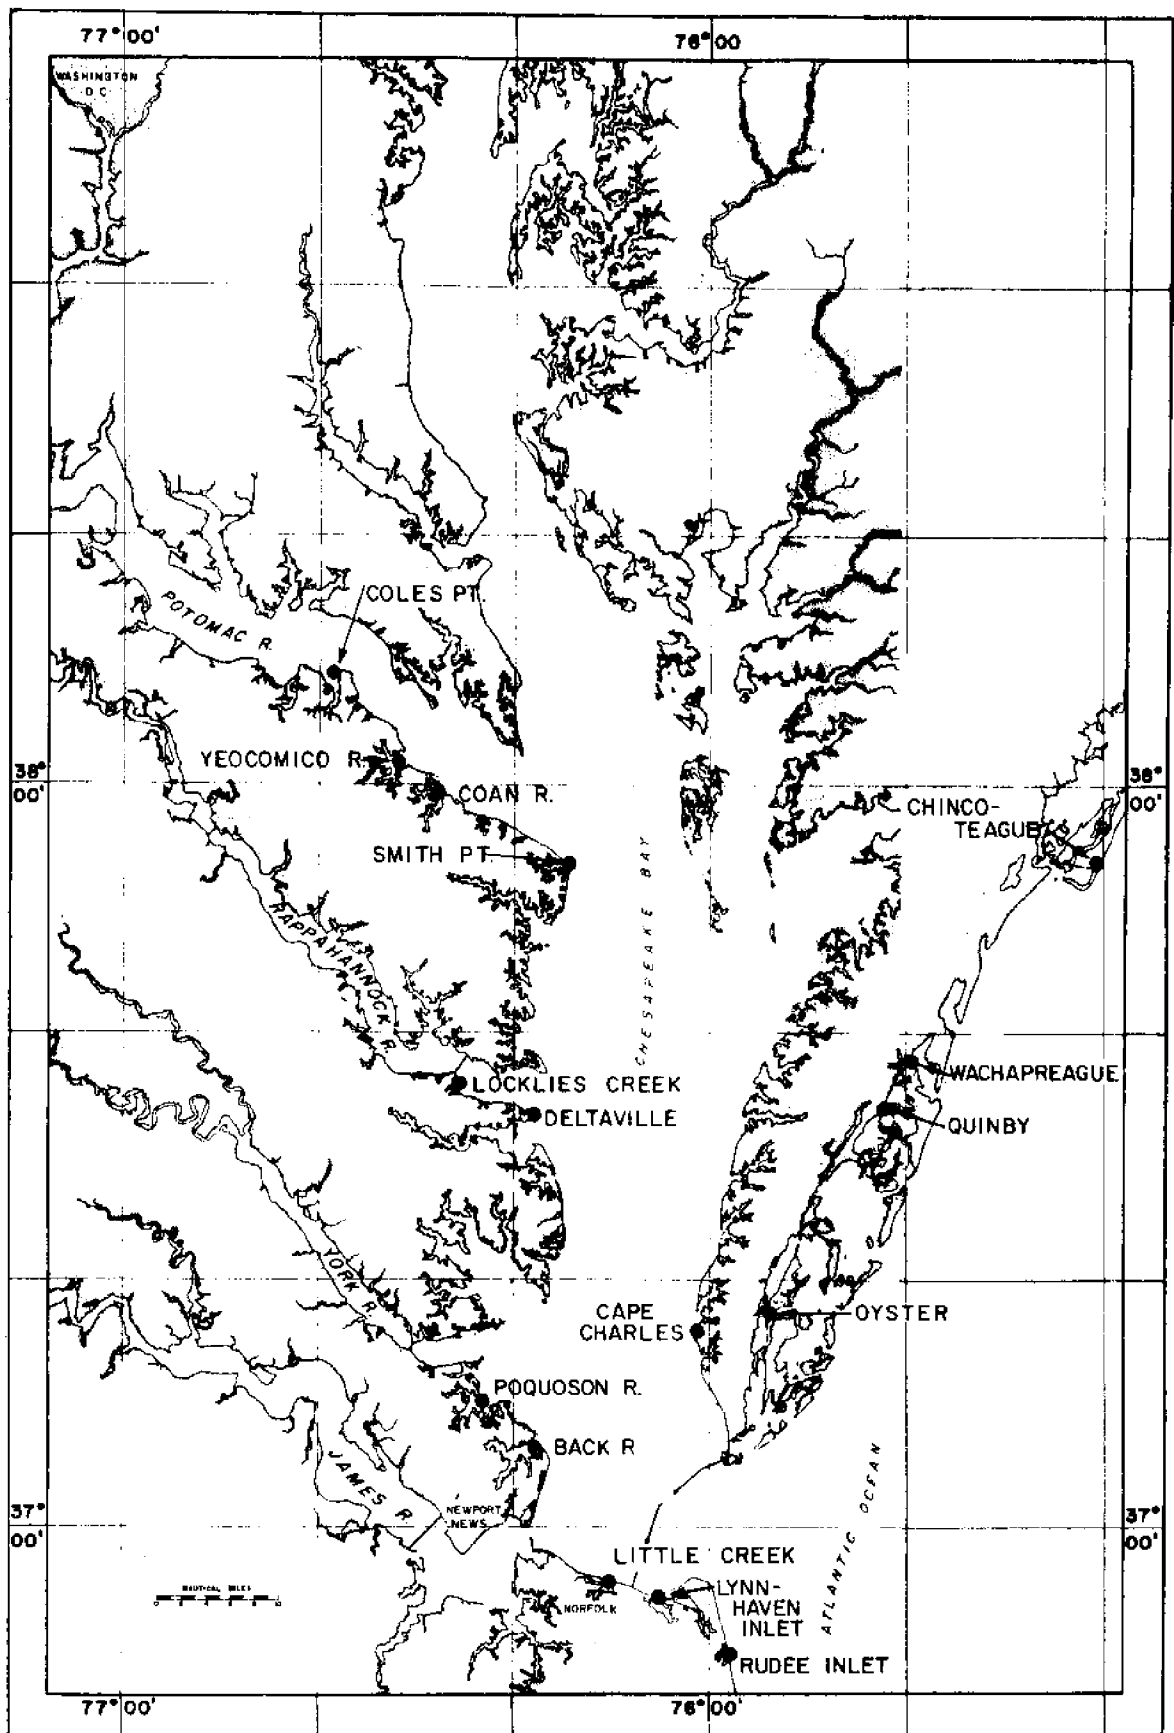 77° 00'
76° 00
WASHINGTON
D C
COLES PT.
POTOMAC R.
YEOCOMICO R.
38°
00'
COAN R.
38°
00'
CHINCO-
TEAGUE
SMITH PT
CHESAPEAKE BAY
RAPPAHANNOCK R.
WACHAPREAGUE
LOCKLIES CREEK
DELTAVILLE
QUINBY
YORK R.
CAPE
CHARLES
OYSTER
POQUOSON R.
BACK R
JAMES R.
ATLANTIC OCEAN
NEWPORT
NEWS
37°
00'
37°
00'
LITTLE CREEK
NAUTICAL MILES
NORFOLK
LYNN-
HAVEN
INLET
RUDEE INLET
77° 00'
76° 00'